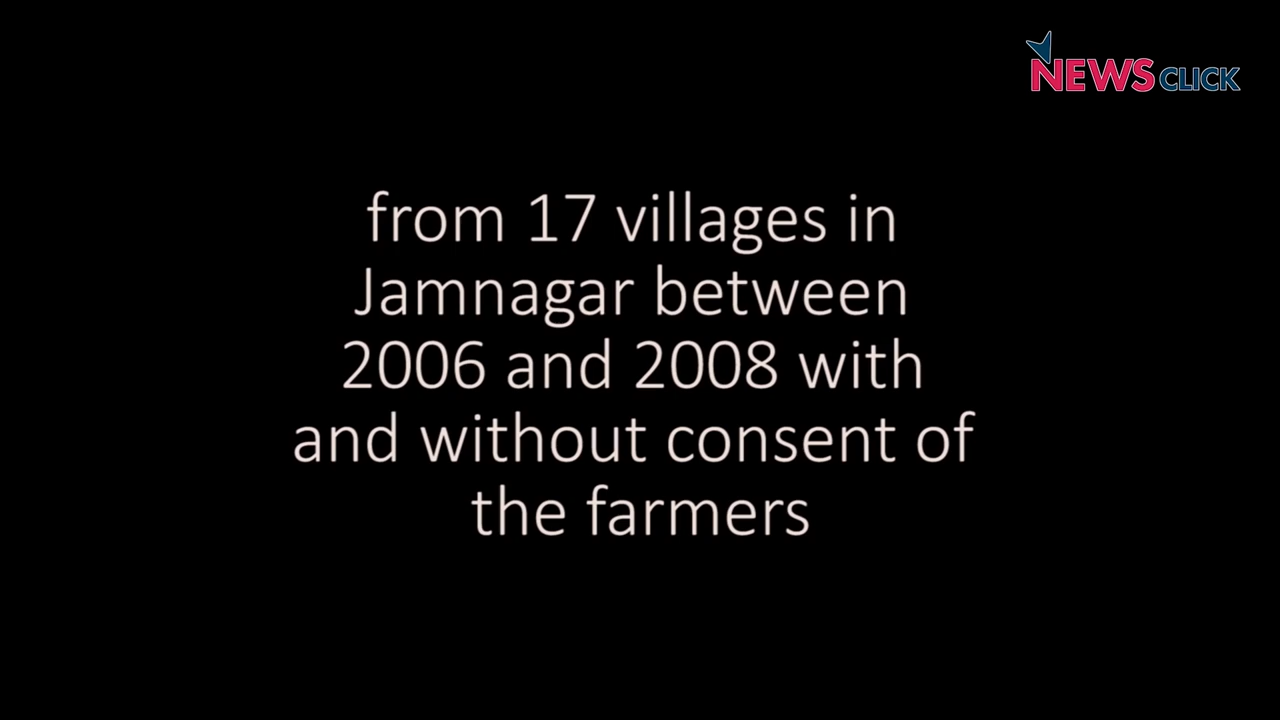 NEWSCLICK
from 17 villages in
Jamnagar between
2006 and 2008 with
and without consent of
the farmers